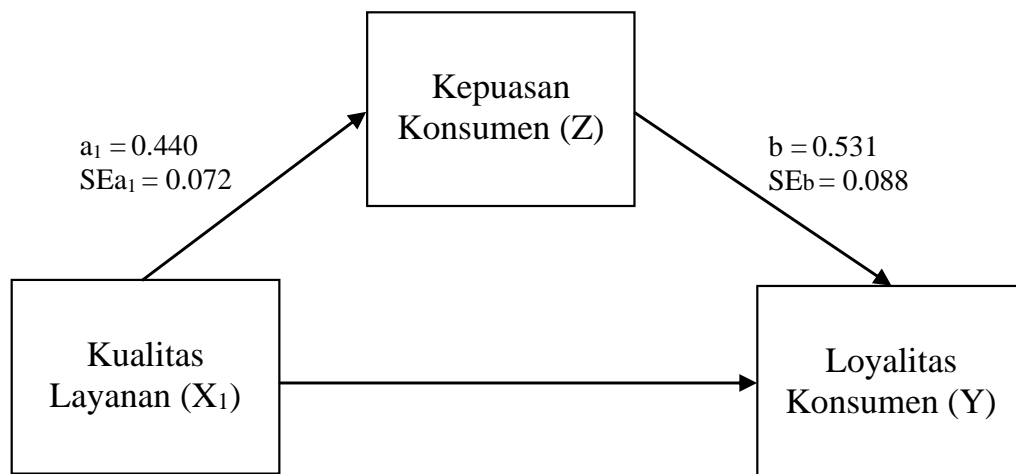 Kepuasan
Konsumen (Z)
a₁ = 0.440
SEa₁ = 0.072
b = 0.531
SEb = 0.088
Kualitas
Layanan (X₁)
Loyalitas
Konsumen (Y)